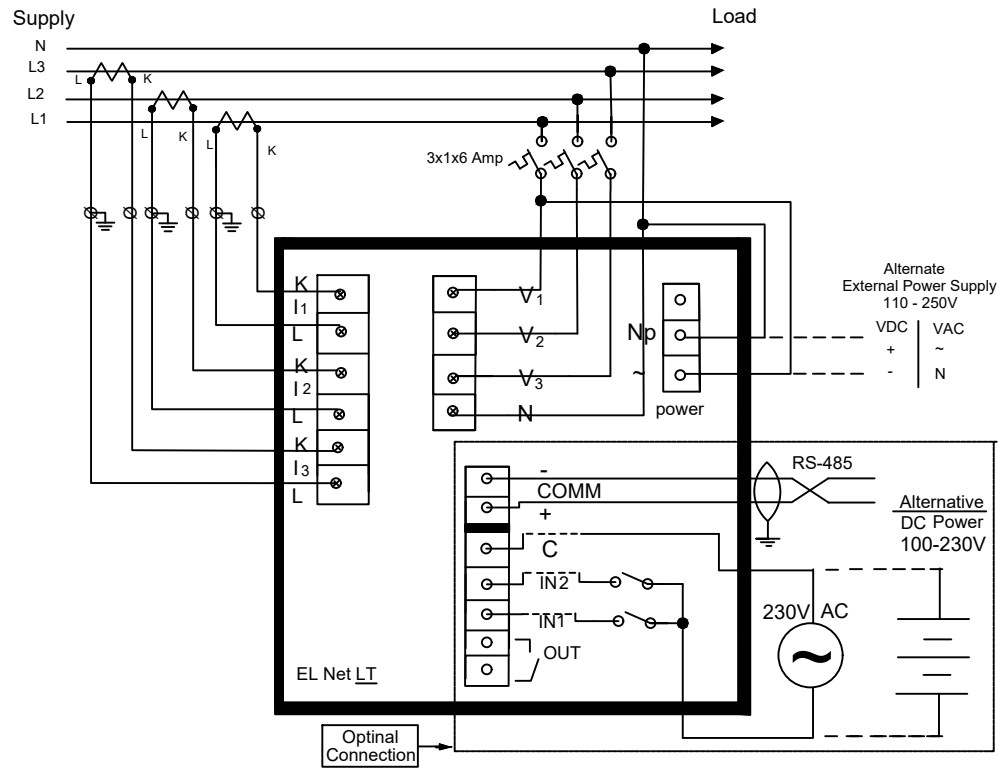 Supply
Load
N
L3
L2
L1
L
K
L
K
L
K
3x1x6 Amp
K
I1
L
K
I2
L
K
I3
L
V1
V2
V3
N
Np
~
power
Alternate
External Power Supply
110 - 250V
VDC
VAC
+
~
-
N
-
COMM
+
RS-485
Alternative
DC Power
100-230V
C
IN2
IN1
OUT
230V AC
~
EL Net LT
Optinal
Connection